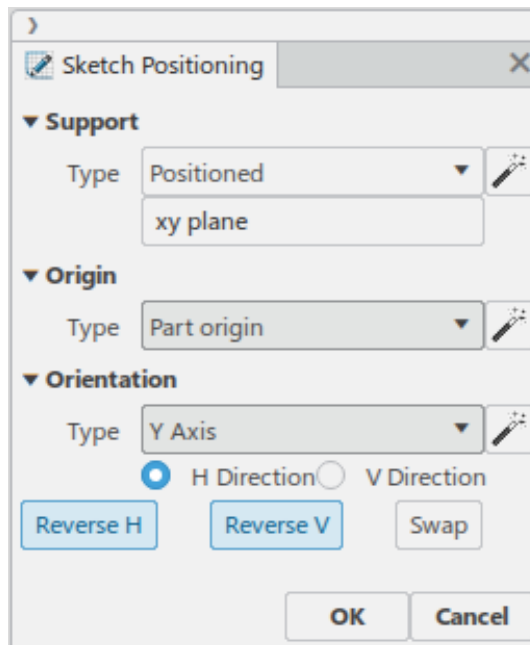 Sketch Positioning
Support
Type Positioned
xy plane
Origin
Type Part origin
Orientation
Type Y Axis
H Direction V Direction
Reverse H Reverse V Swap
OK Cancel